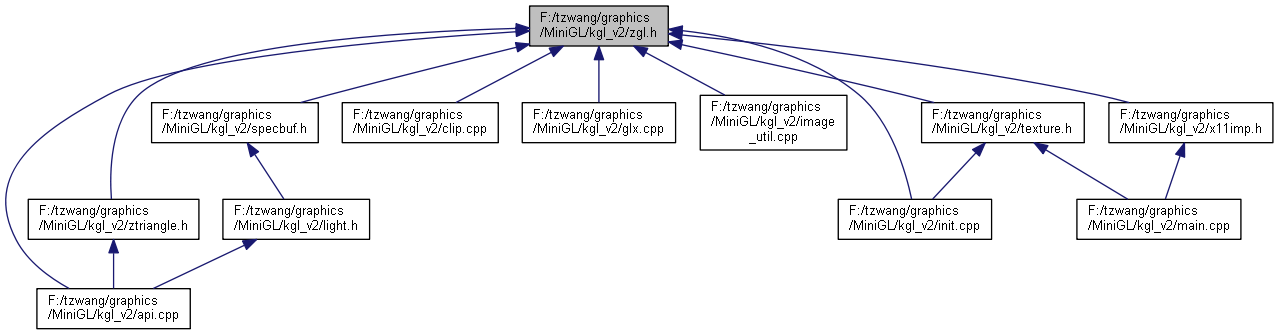 F:/tzwang/graphics
/MiniGL/kgl_v2/zgl.h
F:/tzwang/graphics
/MiniGL/kgl_v2/specbuf.h
F:/tzwang/graphics
/MiniGL/kgl_v2/clip.cpp
F:/tzwang/graphics
/MiniGL/kgl_v2/glx.cpp
F:/tzwang/graphics
/MiniGL/kgl_v2/image
_util.cpp
F:/tzwang/graphics
/MiniGL/kgl_v2/texture.h
F:/tzwang/graphics
/MiniGL/kgl_v2/x11imp.h
F:/tzwang/graphics
/MiniGL/kgl_v2/ztriangle.h
F:/tzwang/graphics
/MiniGL/kgl_v2/light.h
F:/tzwang/graphics
/MiniGL/kgl_v2/init.cpp
F:/tzwang/graphics
/MiniGL/kgl_v2/main.cpp
F:/tzwang/graphics
/MiniGL/kgl_v2/api.cpp